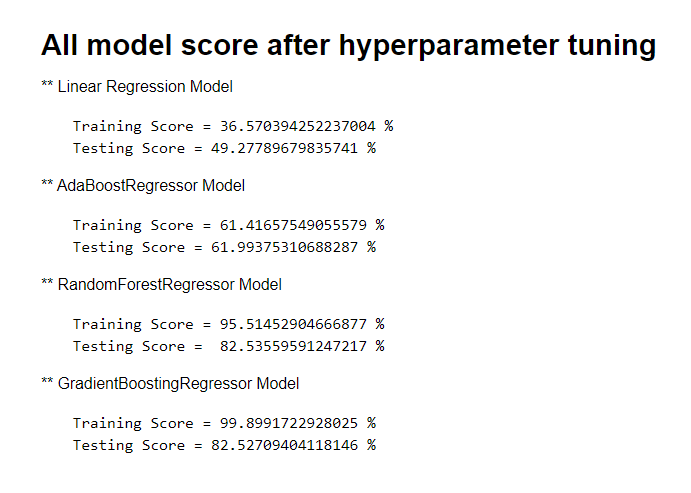 All model score after hyperparameter tuning
** Linear Regression Model
Training Score = 36.570394252237004 %
Testing Score = 49.27789679835741 %
** AdaBoostRegressor Model
Training Score = 61.41657549055579 %
Testing Score = 61.99375310688287 %
** RandomForestRegressor Model
Training Score = 95.51452904666877 %
Testing Score =  82.53559591247217 %
** GradientBoostingRegressor Model
Training Score = 99.8991722928025 %
Testing Score = 82.52709404118146 %